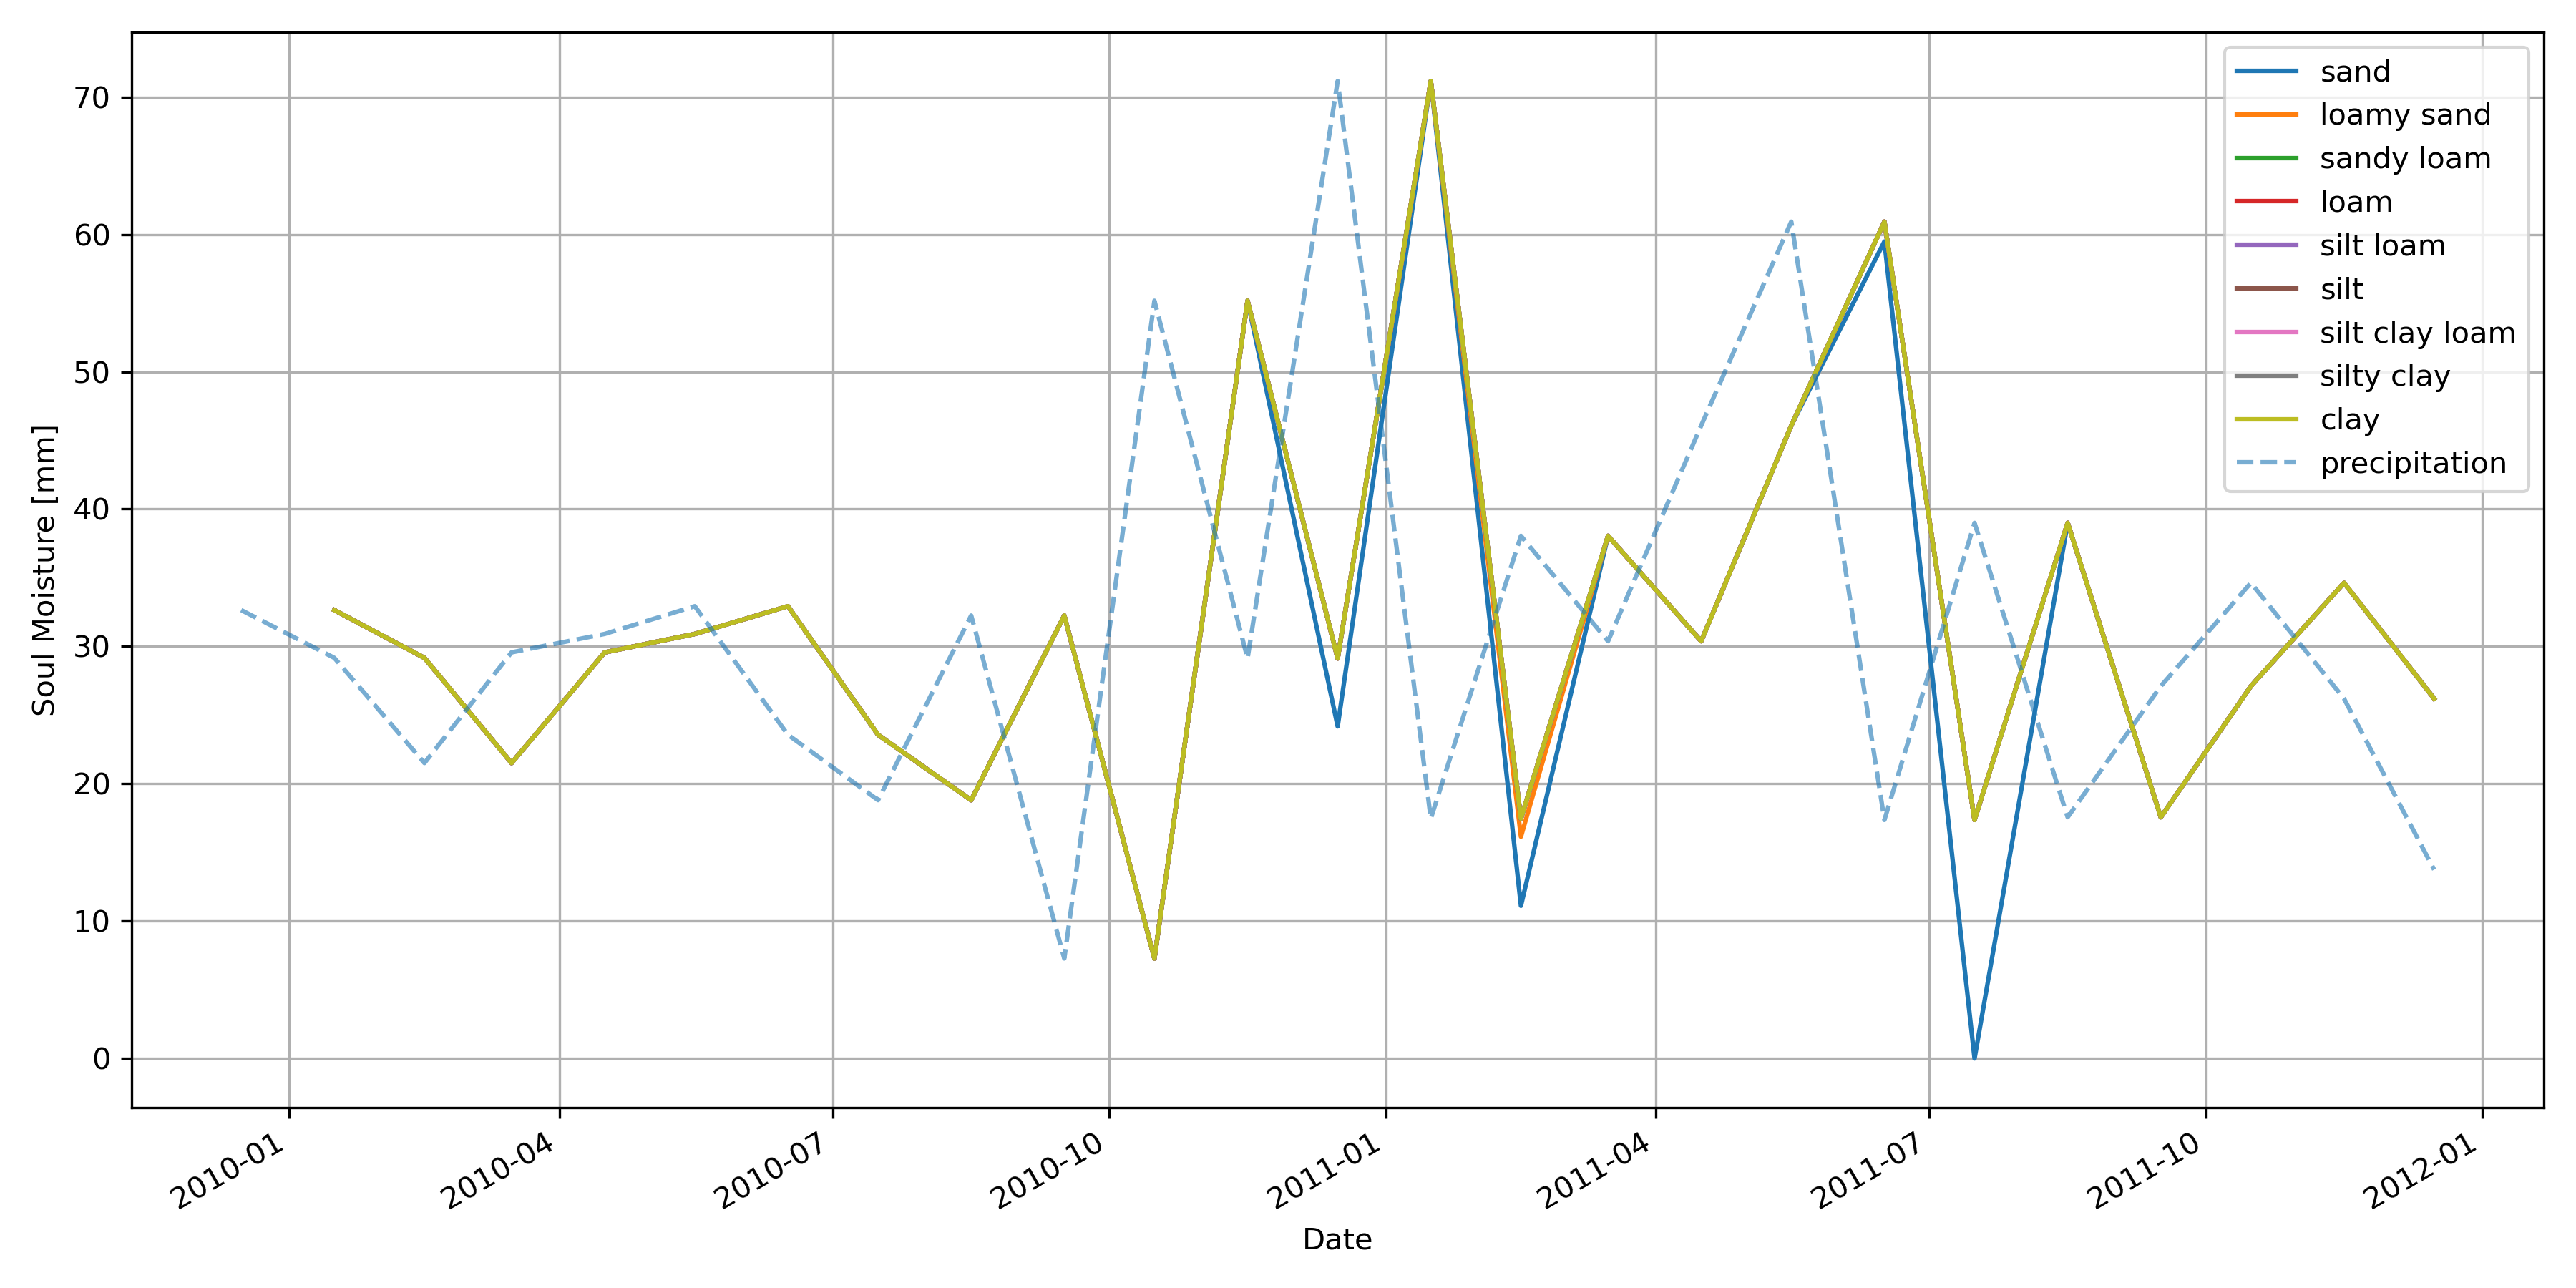 70
60
50
40
30
20
10
0
Soul Moisture [mm]
sand
loamy sand
sandy loam
loam
silt loam
silt
silt clay loam
silty clay
clay
precipitation
2010-01
2010-04
2010-07
2010-10
2011-01
2011-04
2011-07
2011-10
2012-01
Date